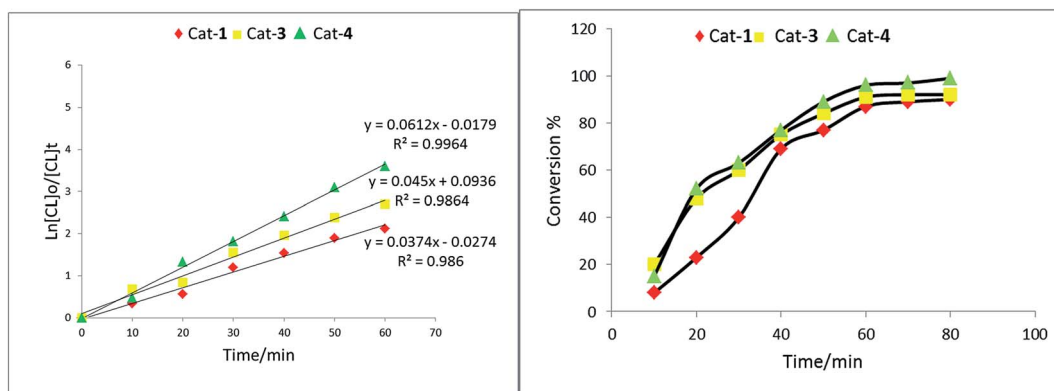 Cat-1 Cat-3 Cat-4
6
5
4
3
2
1
0
Ln[CL]o/[CL]t
y = 0.0612x - 0.0179
R² = 0.9964
y = 0.045x + 0.0936
R² = 0.9864
y = 0.0374x - 0.0274
R² = 0.986
0 10 20 30 40 50 60 70
Time/min
Cat-1 Cat-3 Cat-4
120
100
80
60
40
20
0
Conversion %
0 20 40 60 80 100
Time/min